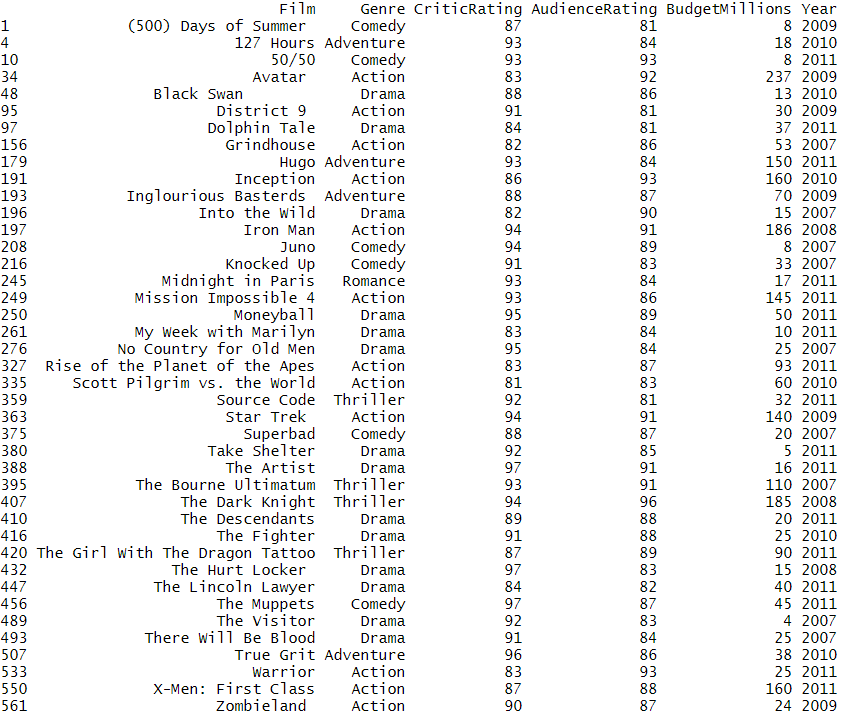 Film Genre CriticRating AudienceRating BudgetMillions Year
1 (500) Days of Summer Comedy 87 81 8 2009
4 127 Hours Adventure 93 84 18 2010
10 50/50 Comedy 93 93 8 2011
34 Avatar Action 83 92 237 2009
48 Black Swan Drama 88 86 13 2010
95 District 9 Action 91 81 30 2009
97 Dolphin Tale Drama 84 81 37 2011
156 Grindhouse Action 82 86 53 2007
179 Hugo Adventure 93 84 150 2011
191 Inception Action 86 93 160 2010
193 Inglourious Basterds Adventure 88 87 70 2009
196 Into the Wild Drama 82 90 15 2007
197 Iron Man Action 94 91 186 2008
208 Juno Comedy 94 89 8 2007
216 Knocked Up Comedy 91 83 33 2007
245 Midnight in Paris Romance 93 84 17 2011
249 Mission Impossible 4 Action 93 86 145 2011
250 Moneyball Drama 95 89 50 2011
261 My Week with Marilyn Drama 83 84 10 2011
276 No Country for Old Men Drama 95 84 25 2007
327 Rise of the Planet of the Apes Action 83 87 93 2011
335 Scott Pilgrim vs. the World Action 81 83 60 2010
359 Source Code Thriller 92 81 32 2011
363 Star Trek Action 94 91 140 2009
375 Superbad Comedy 88 87 20 2007
380 Take Shelter Drama 92 85 5 2011
388 The Artist Drama 97 91 16 2011
395 The Bourne Ultimatum Thriller 93 91 110 2007
407 The Dark Knight Thriller 94 96 185 2008
410 The Descendants Drama 89 88 20 2011
416 The Fighter Drama 91 88 25 2010
420 The Girl With The Dragon Tattoo Thriller 87 89 90 2011
432 The Hurt Locker Drama 97 83 15 2008
447 The Lincoln Lawyer Drama 84 82 40 2011
456 The Muppets Comedy 97 87 45 2011
489 The Visitor Drama 92 83 4 2007
493 There Will Be Blood Drama 91 84 25 2007
507 True Grit Adventure 96 86 38 2010
533 Warrior Action 83 93 25 2011
550 X-Men: First Class Action 87 88 160 2011
561 Zombieland Action 90 87 24 2009